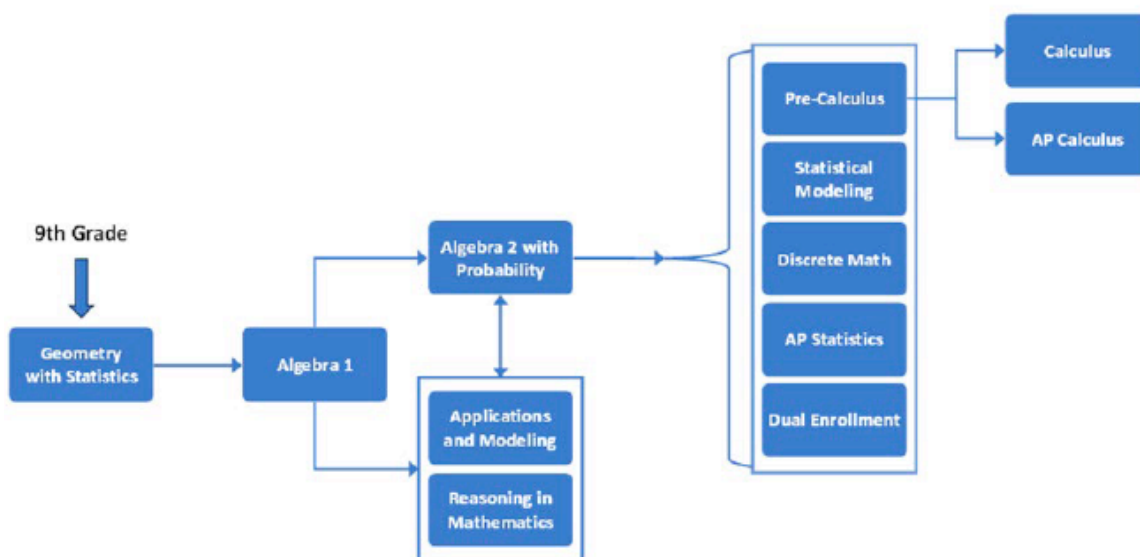 9th Grade
Geometry
with Statistics
Algebra 1
Algebra 2 with
Probability
Applications
and Modeling
Reasoning in
Mathematics
Pre-Calculus
Statistical
Modeling
Discrete Math
AP Statistics
Dual Enrollment
Calculus
AP Calculus